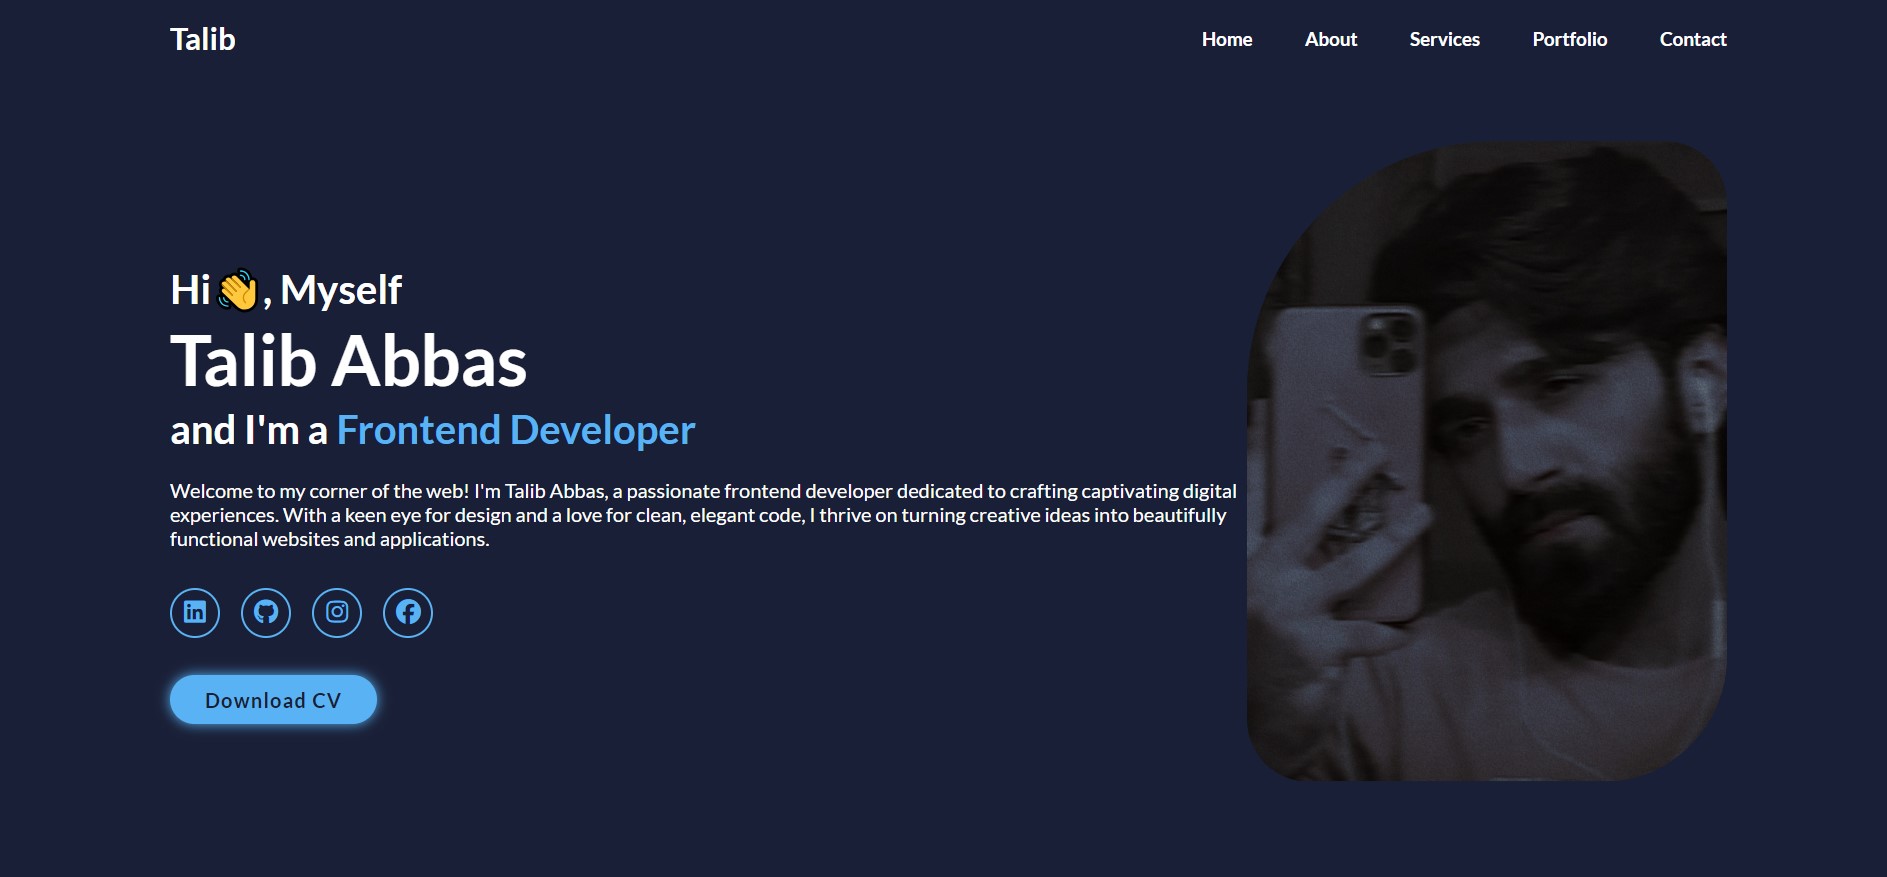 Talib
Home About Services Portfolio Contact
Hi👋, Myself
Talib Abbas
and I'm a Frontend Developer
Welcome to my corner of the web! I'm Talib Abbas, a passionate frontend developer dedicated to crafting captivating digital
experiences. With a keen eye for design and a love for clean, elegant code, I thrive on turning creative ideas into beautifully
functional websites and applications.
Download CV